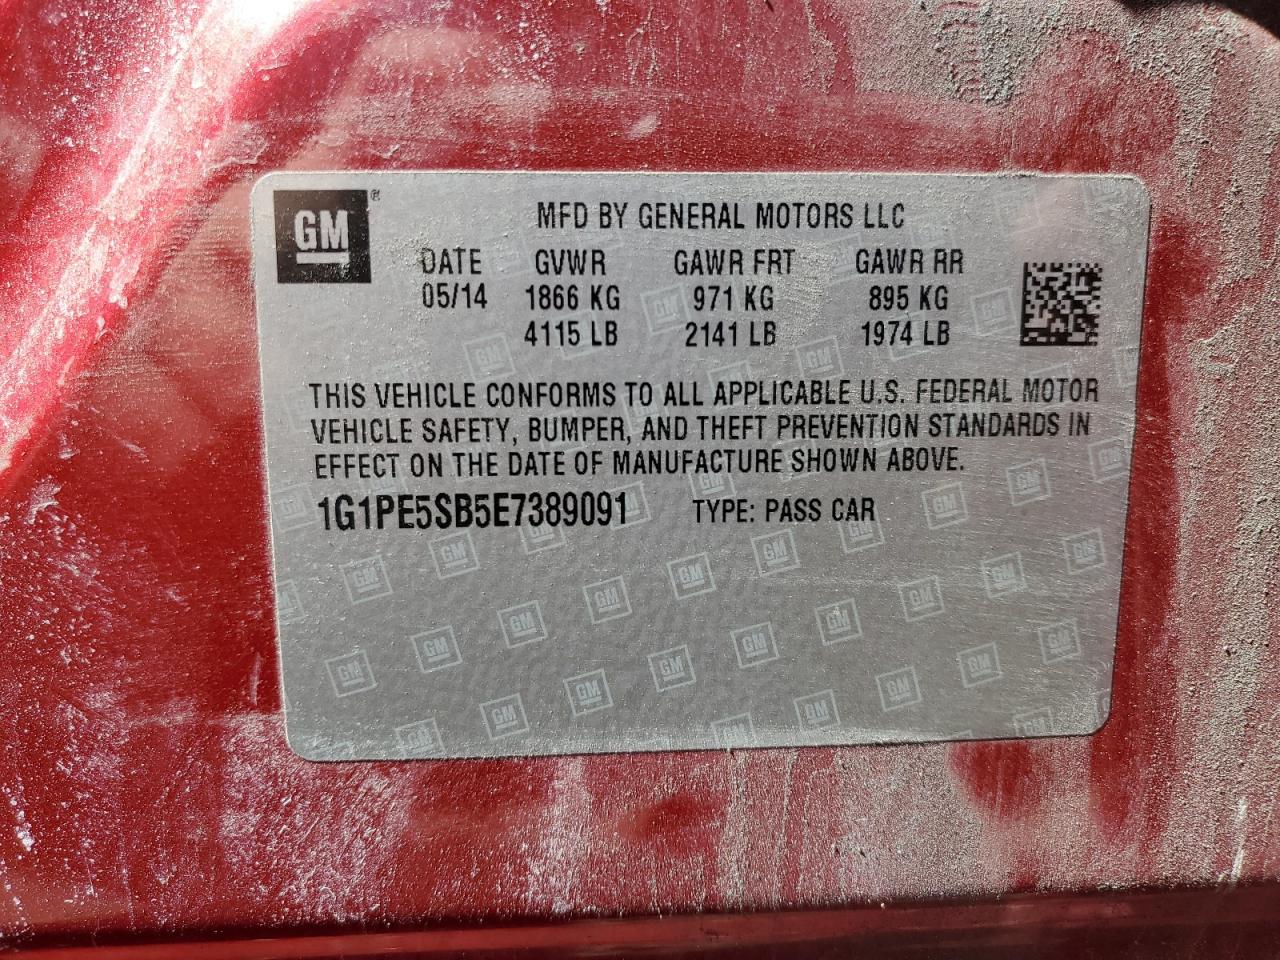 GM ®
MFD BY GENERAL MOTORS LLC
DATE GVWR GAWR FRT GAWR RR
05/14 1866 KG 971 KG 895 KG
4115 LB 2141 LB 1974 LB
THIS VEHICLE CONFORMS TO ALL APPLICABLE U.S. FEDERAL MOTOR
VEHICLE SAFETY, BUMPER, AND THEFT PREVENTION STANDARDS IN
EFFECT ON THE DATE OF MANUFACTURE SHOWN ABOVE.
1G1PE5SB5E7389091 TYPE: PASS CAR